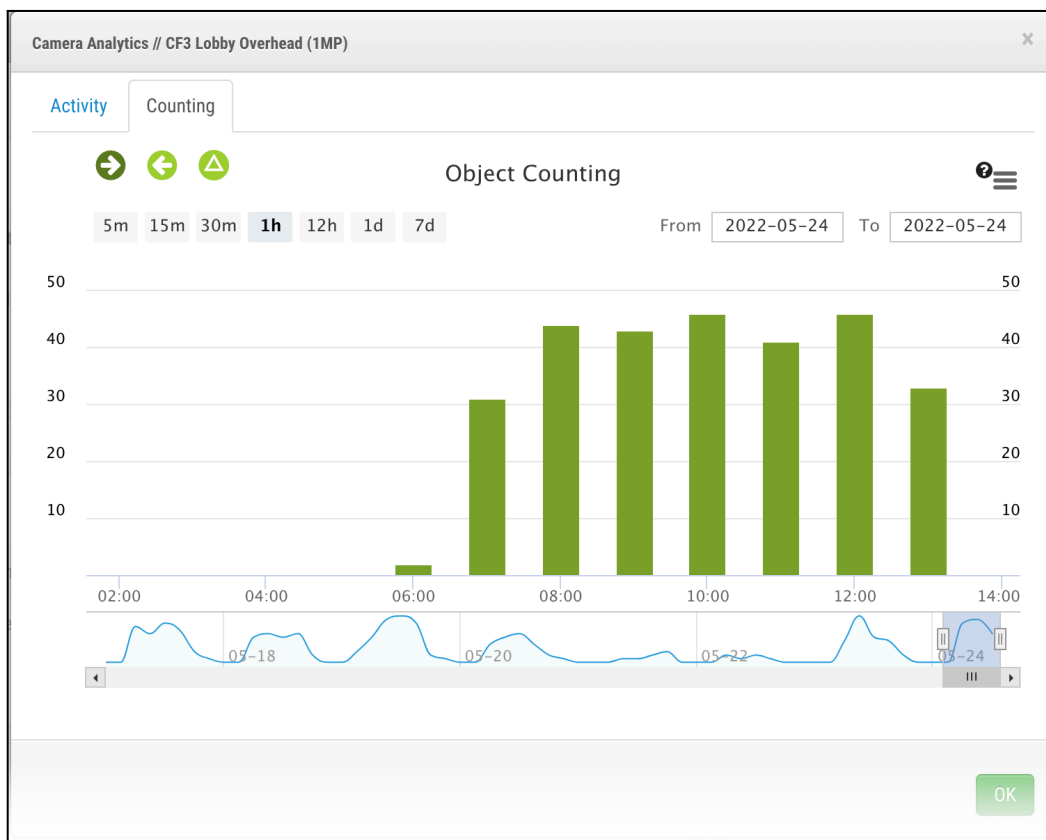 Camera Analytics // CF3 Lobby Overhead (1MP)
×
Activity Counting
Object Counting
?
5m 15m 30m 1h 12h 1d 7d From 2022-05-24 To 2022-05-24
50 50
40 40
30 30
20 20
10 10
02:00 04:00 06:00 08:00 10:00 12:00 14:00
05-18 05-20 05-22 05-24
OK